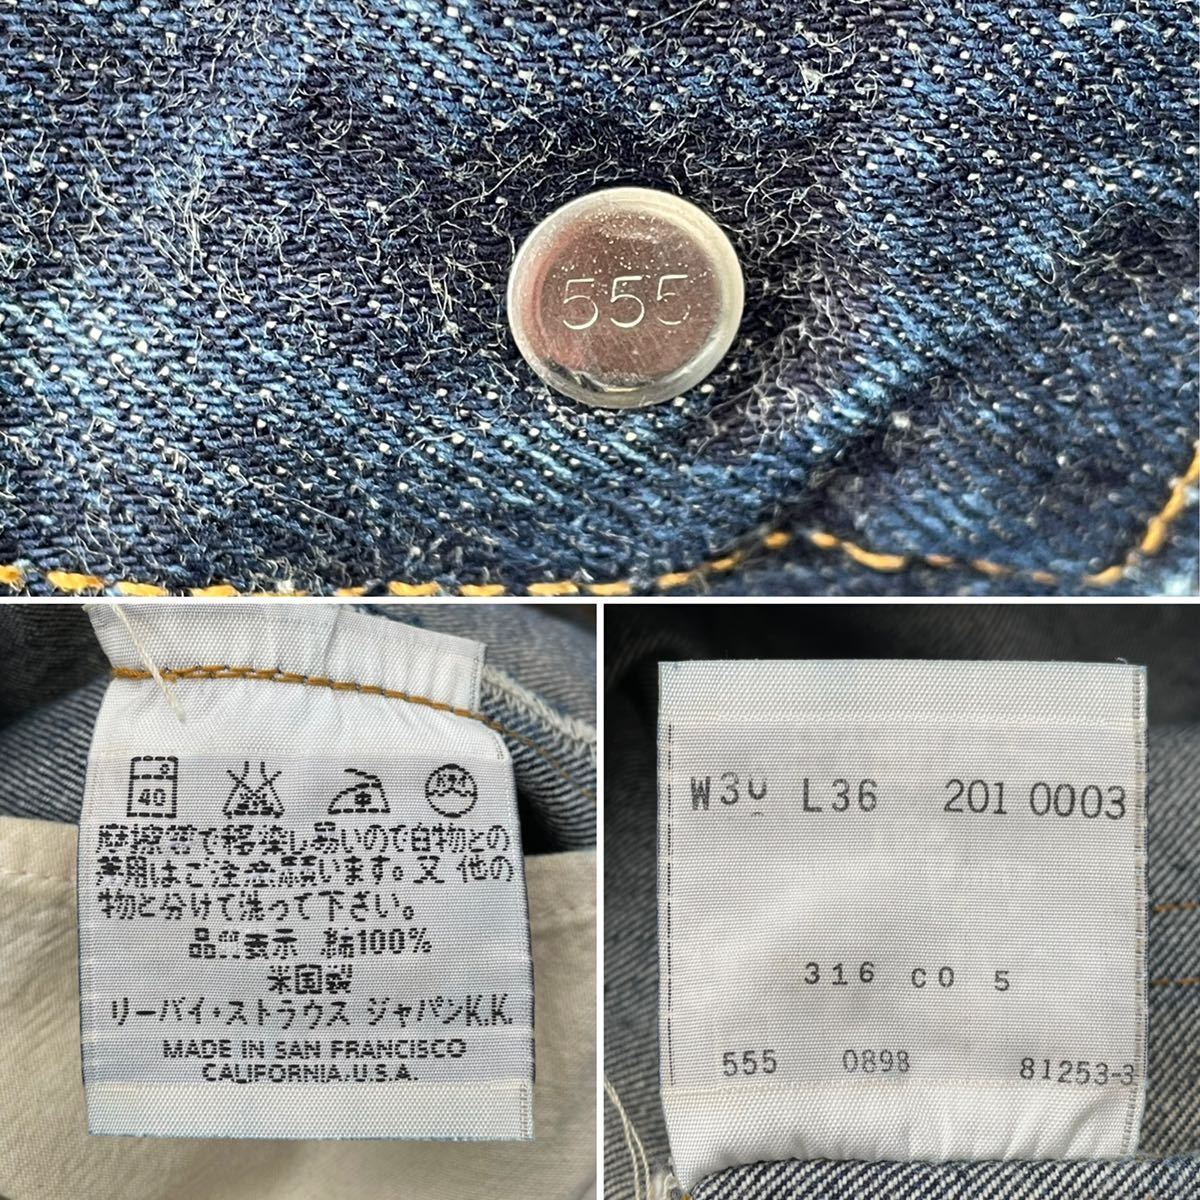 555
40
摩擦等で移染し易いので白物との
着用はご注意願います。又 他の
物と分けて洗って下さい。
品質表示 綿100%
米国製
リーバイ・ストラウス ジャパンK.K.
MADE IN SAN FRANCISCO
CALIFORNIA.U.S.A.
W30 L36 201 0003
316 CO 5
555 0898 81253-3